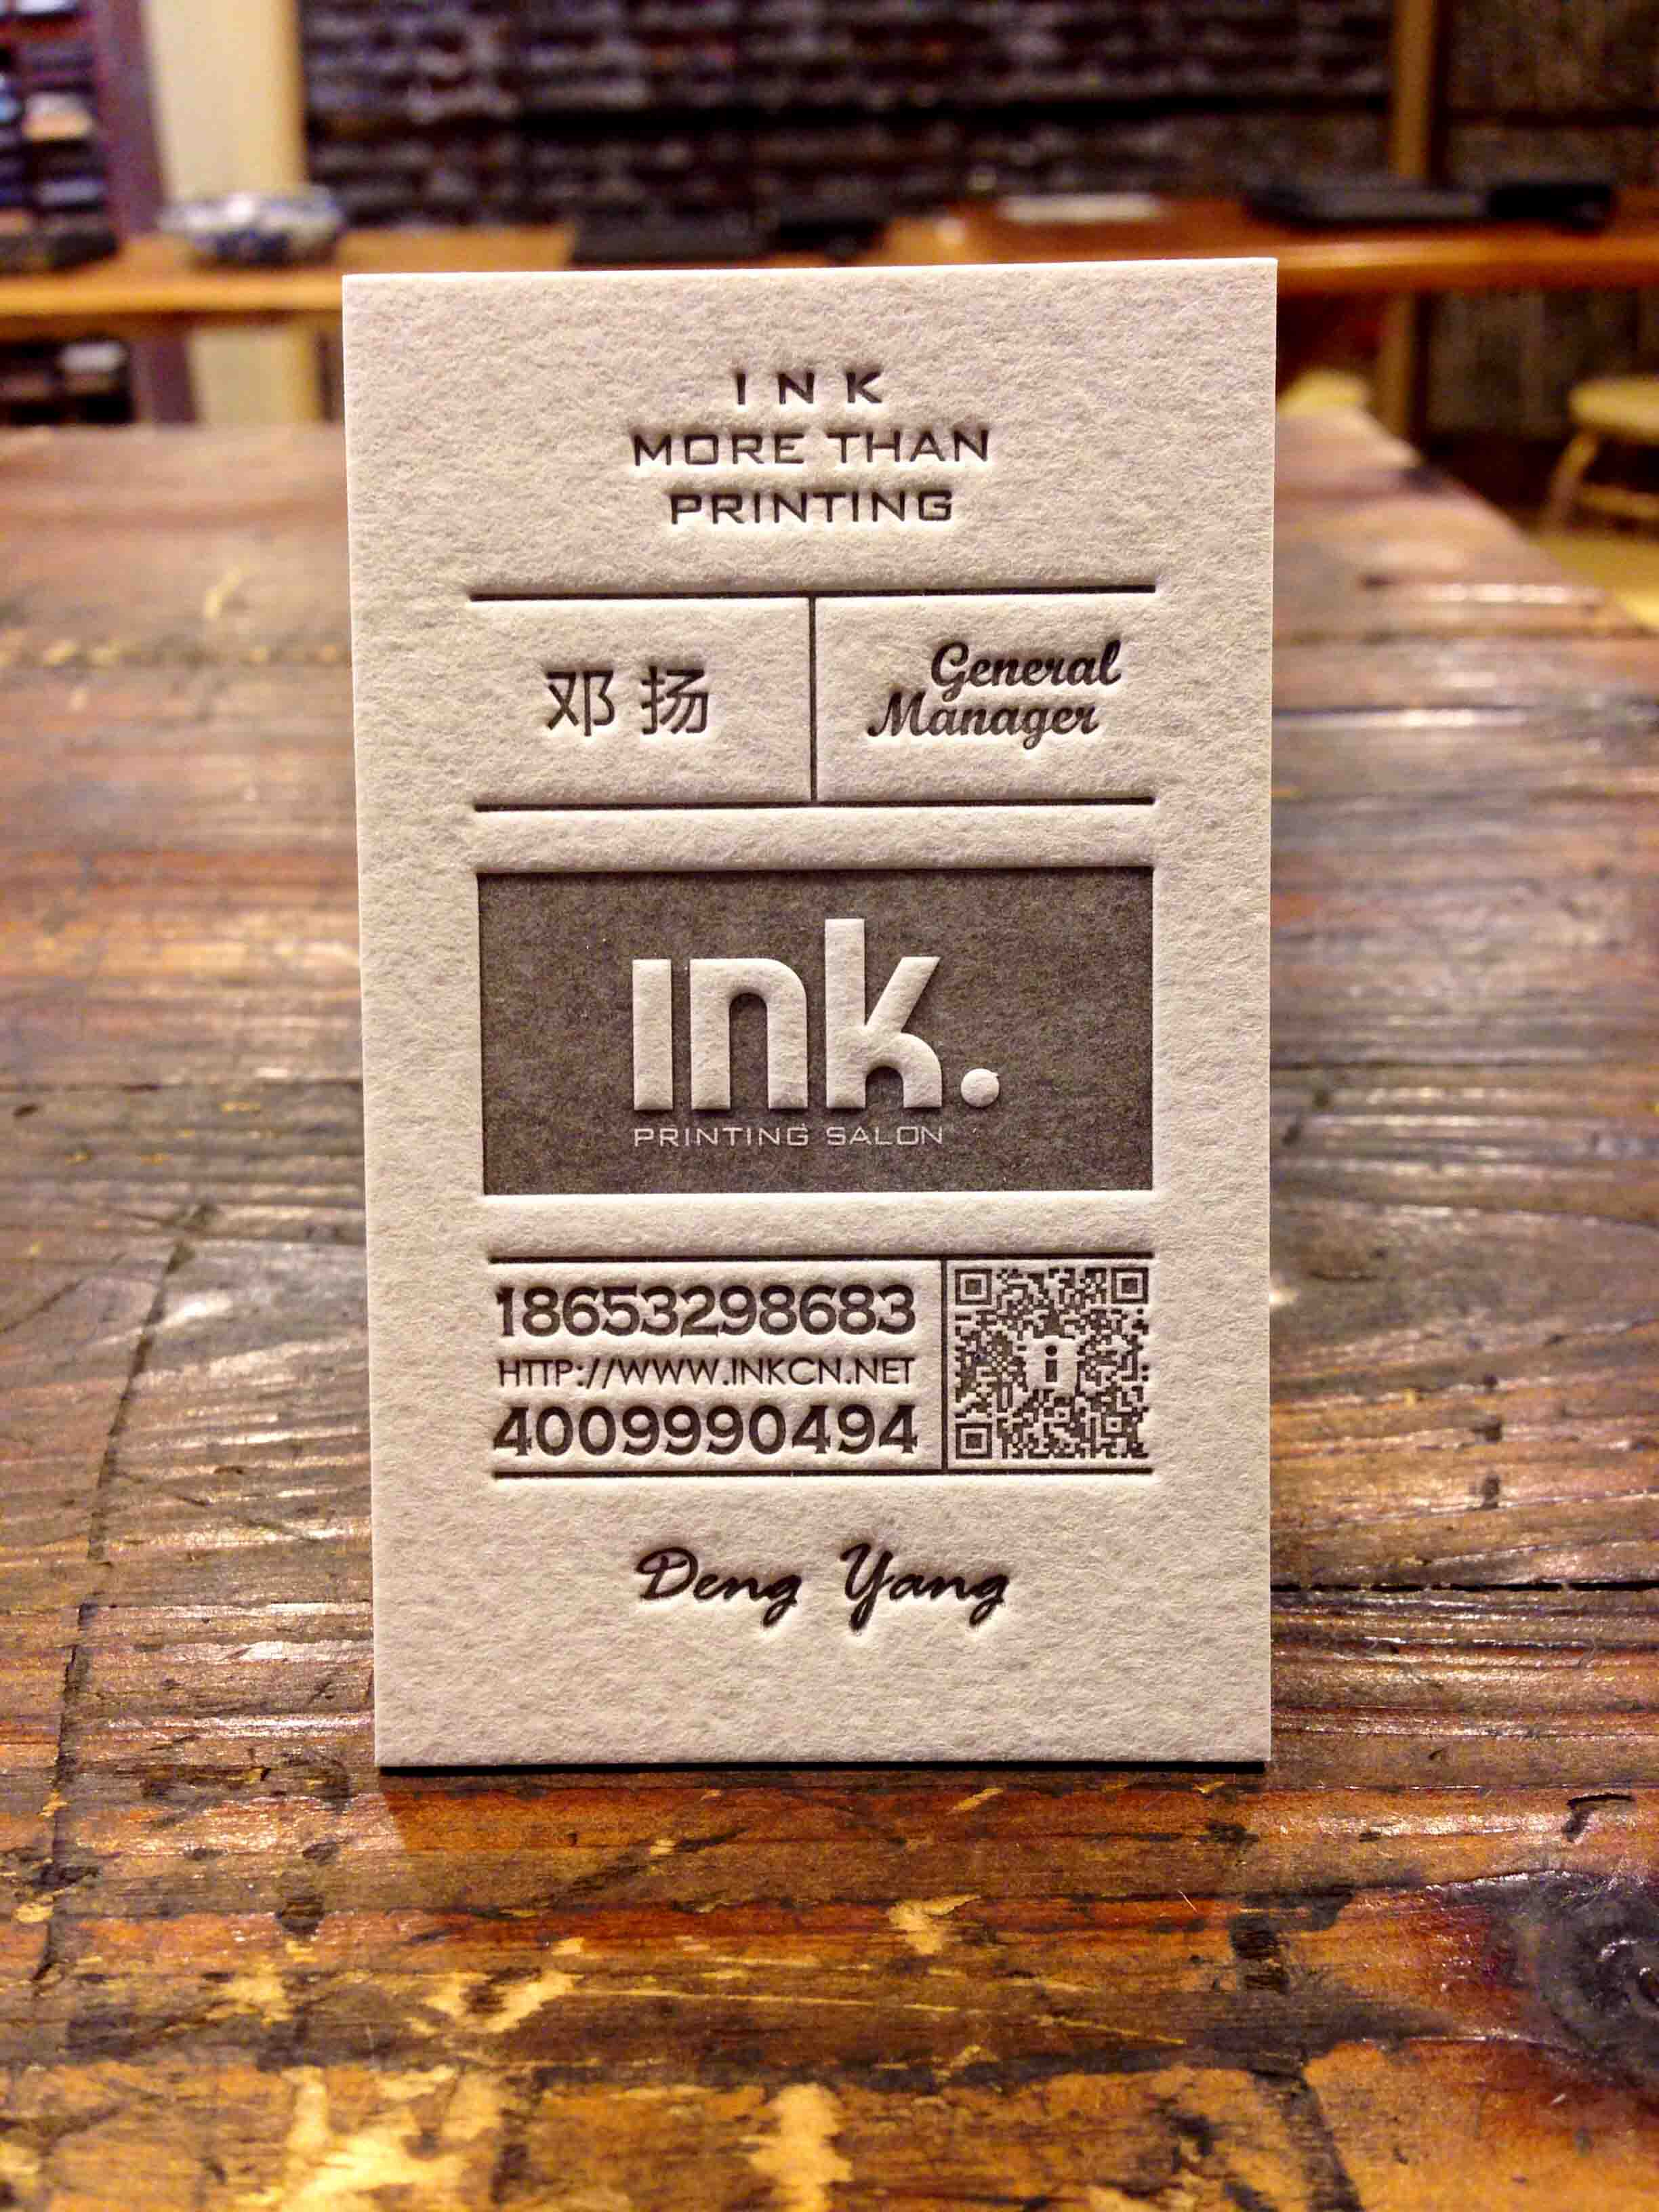 INK
MORE THAN
PRINTING
邓扬
General
Manager
ink.
PRINTING SALON
18653298683
HTTP://WWW.INKCN.NET
4009990494
i
Deng Yang